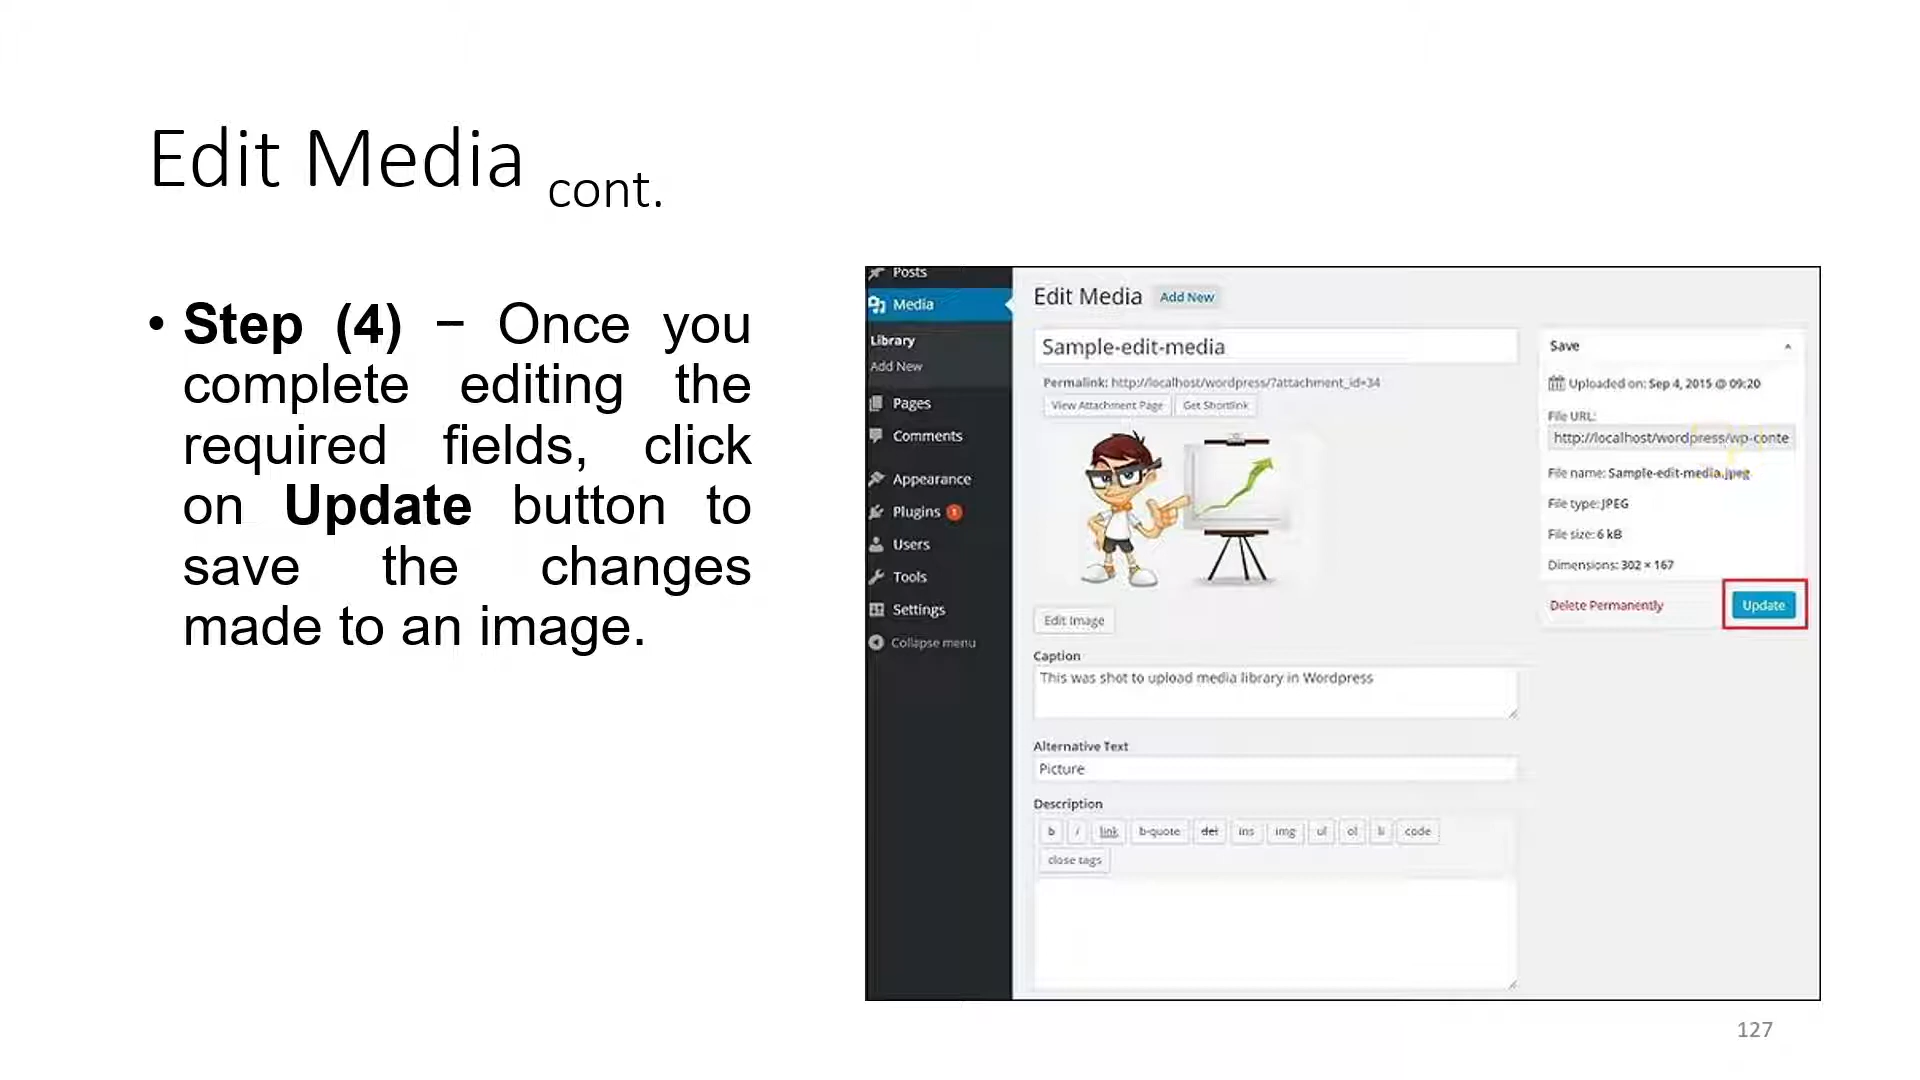 Edit Media cont.
• Step (4) − Once you
complete editing the
required fields, click
on Update button to
save the changes
made to an image.
Posts
Media
Library
Add New
Pages
Comments
Appearance
Plugins 1
Users
Tools
Settings
Collapse menu
Edit Media Add New
Sample-edit-media
Permalink: http://localhost/wordpress/?attachment_id=34
View Attachment Page Get Shortlink
Edit Image
Caption
This was shot to upload media library in Wordpress
Alternative Text
Picture
Description
b i link b-quote del ins img ul ol li code
close tags
Save
Uploaded on: Sep 4, 2015 @ 09:20
File URL:
http://localhost/wordpress/wp-conte
File name: Sample-edit-media.jpeg
File type: JPEG
File size: 6 kB
Dimensions: 302 × 167
Delete Permanently Update
127